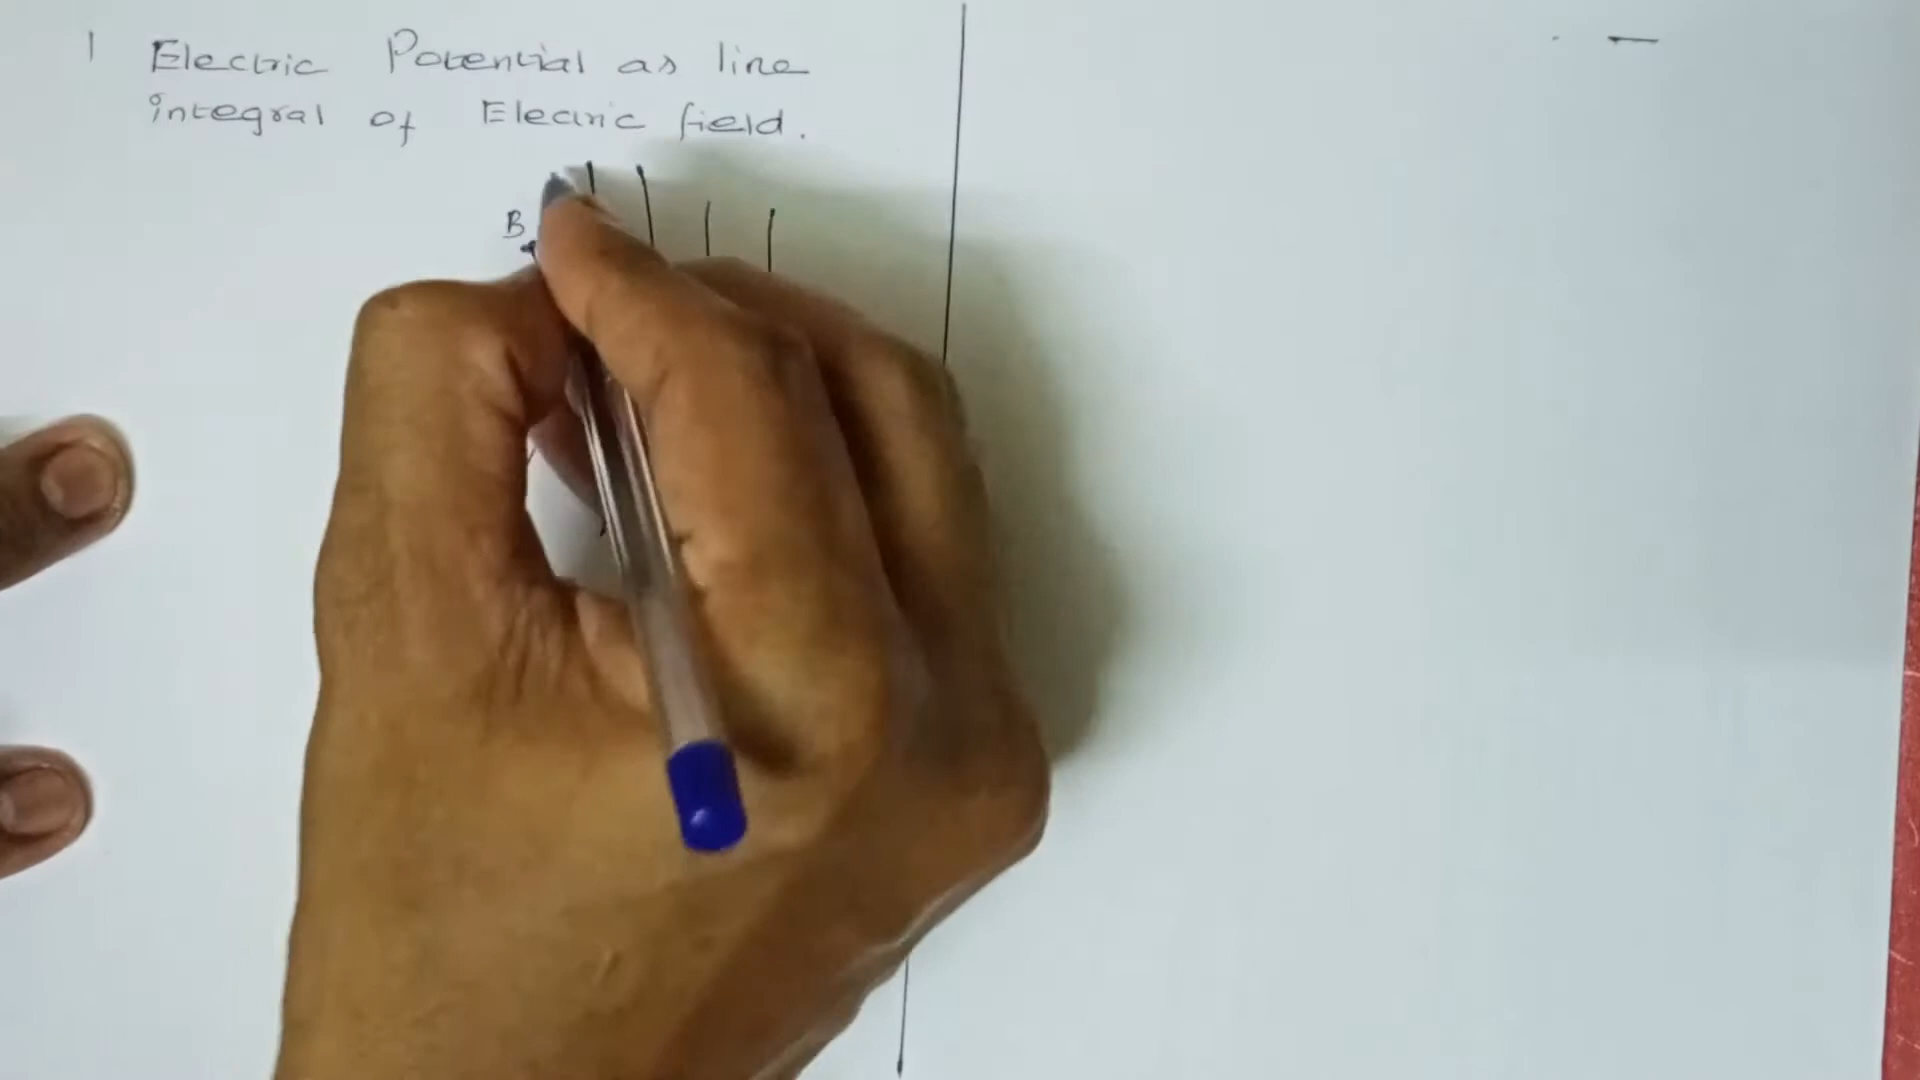 1 Electric Potential as line
integral of Electric field.
B